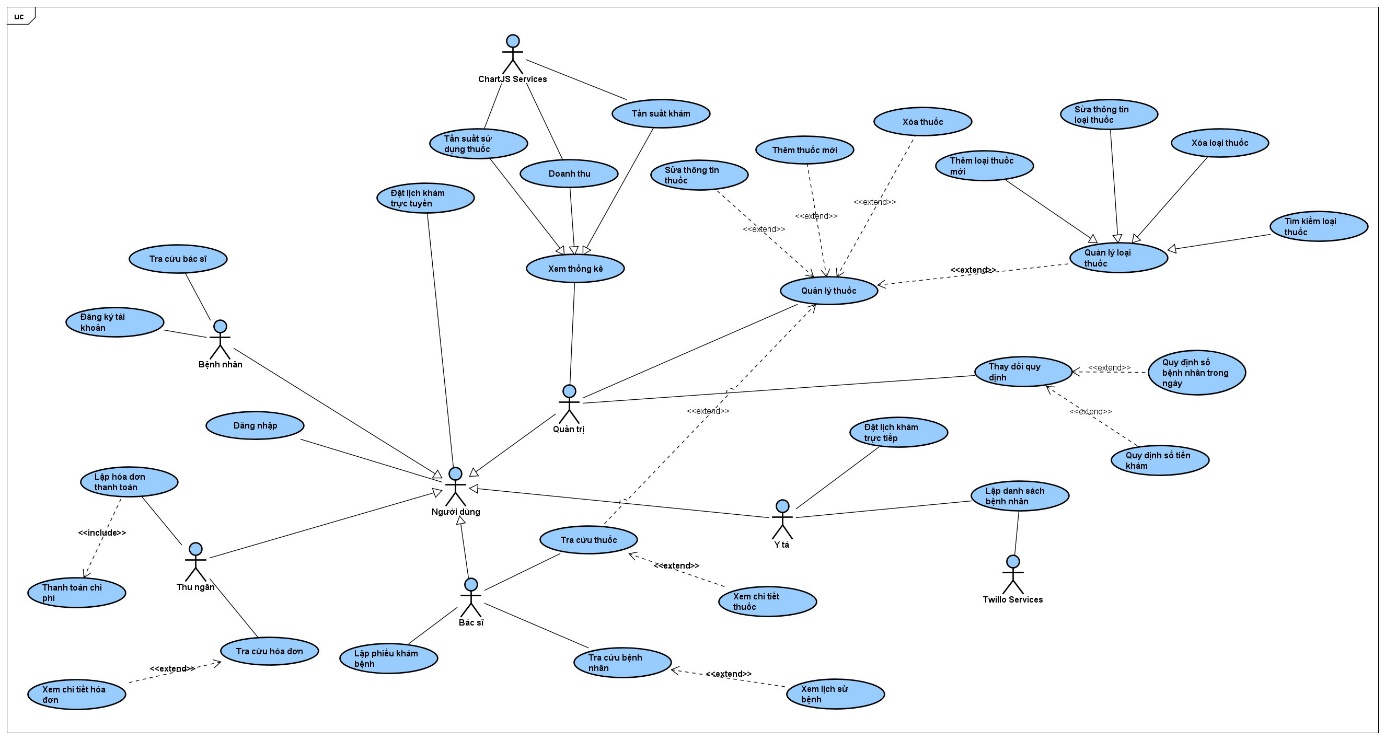 uc
ChartJS Services
Tần suất khám
Tần suất sử
dụng thuốc
Doanh thu
Xóa thuốc
Thêm thuốc mới
Sửa thông tin
thuốc
Sửa thông tin
loại thuốc
Xóa loại thuốc
Thêm loại thuốc
mới
Tìm kiếm loại
thuốc
Đặt lịch khám
trực tuyến
<<extend>>
<<extend>>
<<extend>>
Tra cứu bác sĩ
Xem thống kê
Quản lý loại
thuốc
<<extend>>
Quản lý thuốc
Đăng ký tài
khoản
Bệnh nhân
Thay đổi quy
định
<<extend>>
Quy định số
bệnh nhân trong
ngày
<<extend>>
<<extend>>
Quản trị
Đăng nhập
Đặt lịch khám
trực tiếp
Quy định số tiền
khám
Lập hóa đơn
thanh toán
Người dùng
Lập danh sách
bệnh nhân
<<include>>
Y tá
Tra cứu thuốc
<<extend>>
Thanh toán chi
phí
Thu ngân
Xem chi tiết
thuốc
Twillo Services
Bác sĩ
Tra cứu hóa đơn
Lập phiếu khám
bệnh
Tra cứu bệnh
nhân
<<extend>>
<<extend>>
Xem chi tiết hóa
đơn
Xem lịch sử
bệnh